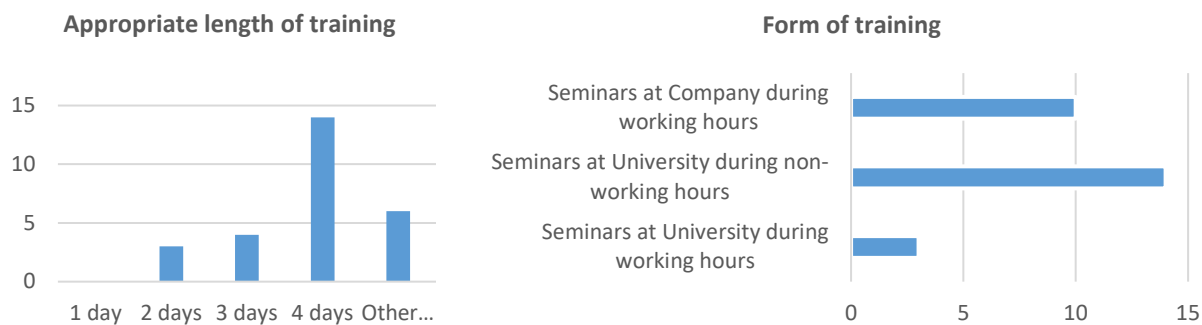 Appropriate length of training
15
10
5
0
1 day 2 days 3 days 4 days Other…
Form of training
Seminars at Company during
working hours
Seminars at University during non-
working hours
Seminars at University during
working hours
0 5 10 15